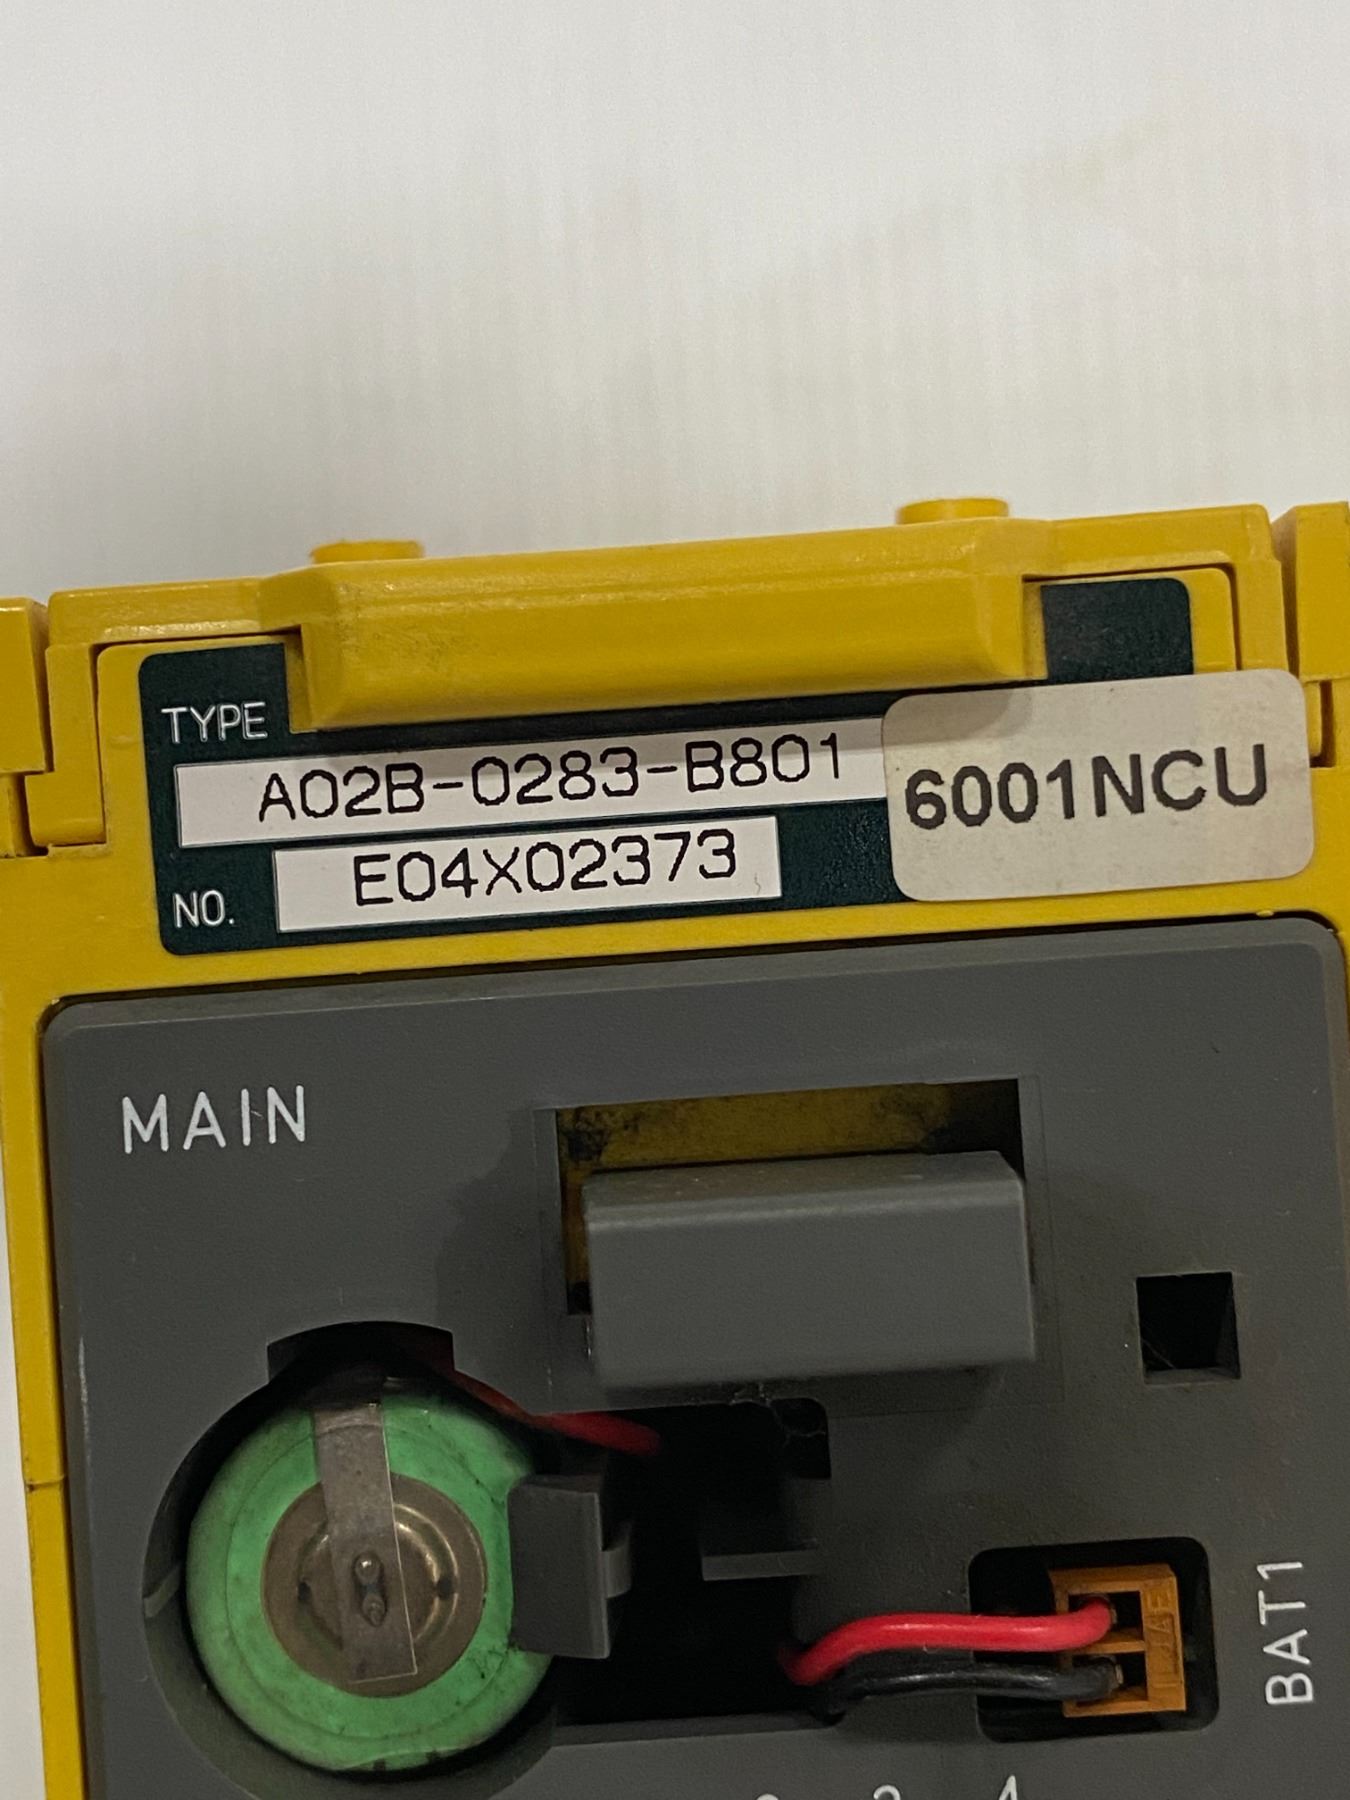 TYPE
A02B-0283-B801
6001NCU
NO.
E04X02373
MAIN
BAT1